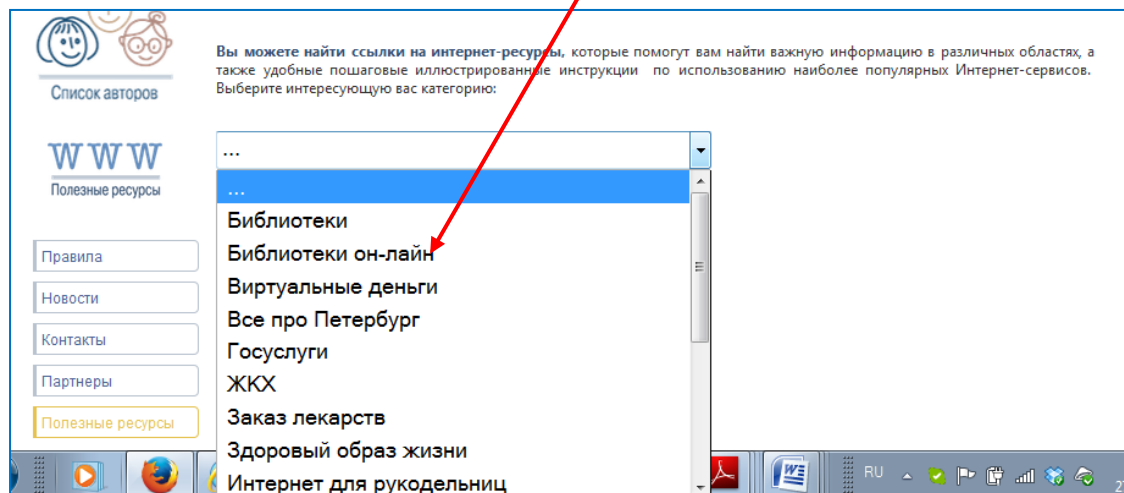 Вы можете найти ссылки на интернет-ресурсы, которые помогут вам найти важную информацию в различных областях, а
также удобные пошаговые иллюстрированные инструкции по использованию наиболее популярных Интернет-сервисов.
Выберите интересующую вас категорию:
Список авторов
W W W
Полезные ресурсы
Правила
Новости
Контакты
Партнеры
Полезные ресурсы
...
...
Библиотеки
Библиотеки он-лайн
Виртуальные деньги
Все про Петербург
Госуслуги
ЖКХ
Заказ лекарств
Здоровый образ жизни
Интернет для рукодельниц
RU